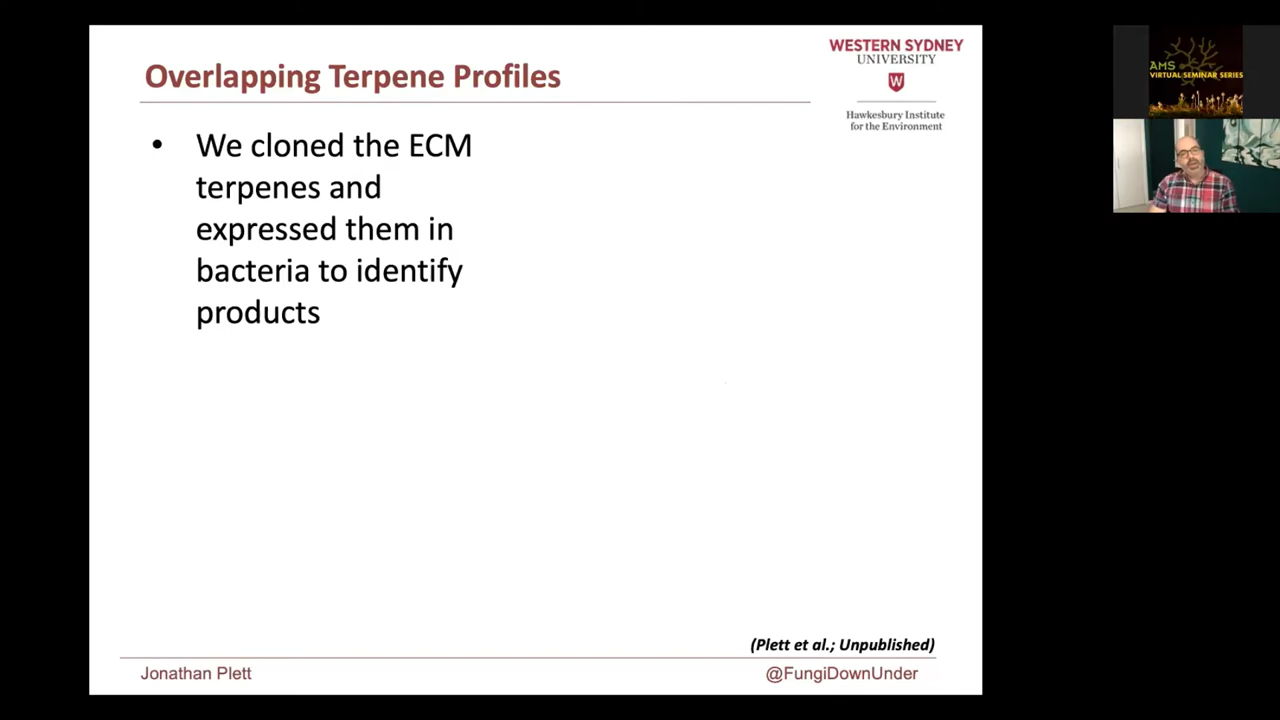 Overlapping Terpene Profiles
WESTERN SYDNEY
UNIVERSITY
W
Hawkesbury Institute
for the Environment
• We cloned the ECM
terpenes and
expressed them in
bacteria to identify
products
(Plett et al.; Unpublished)
Jonathan Plett
@FungiDownUnder
AMS
VIRTUAL SEMINAR SERIES